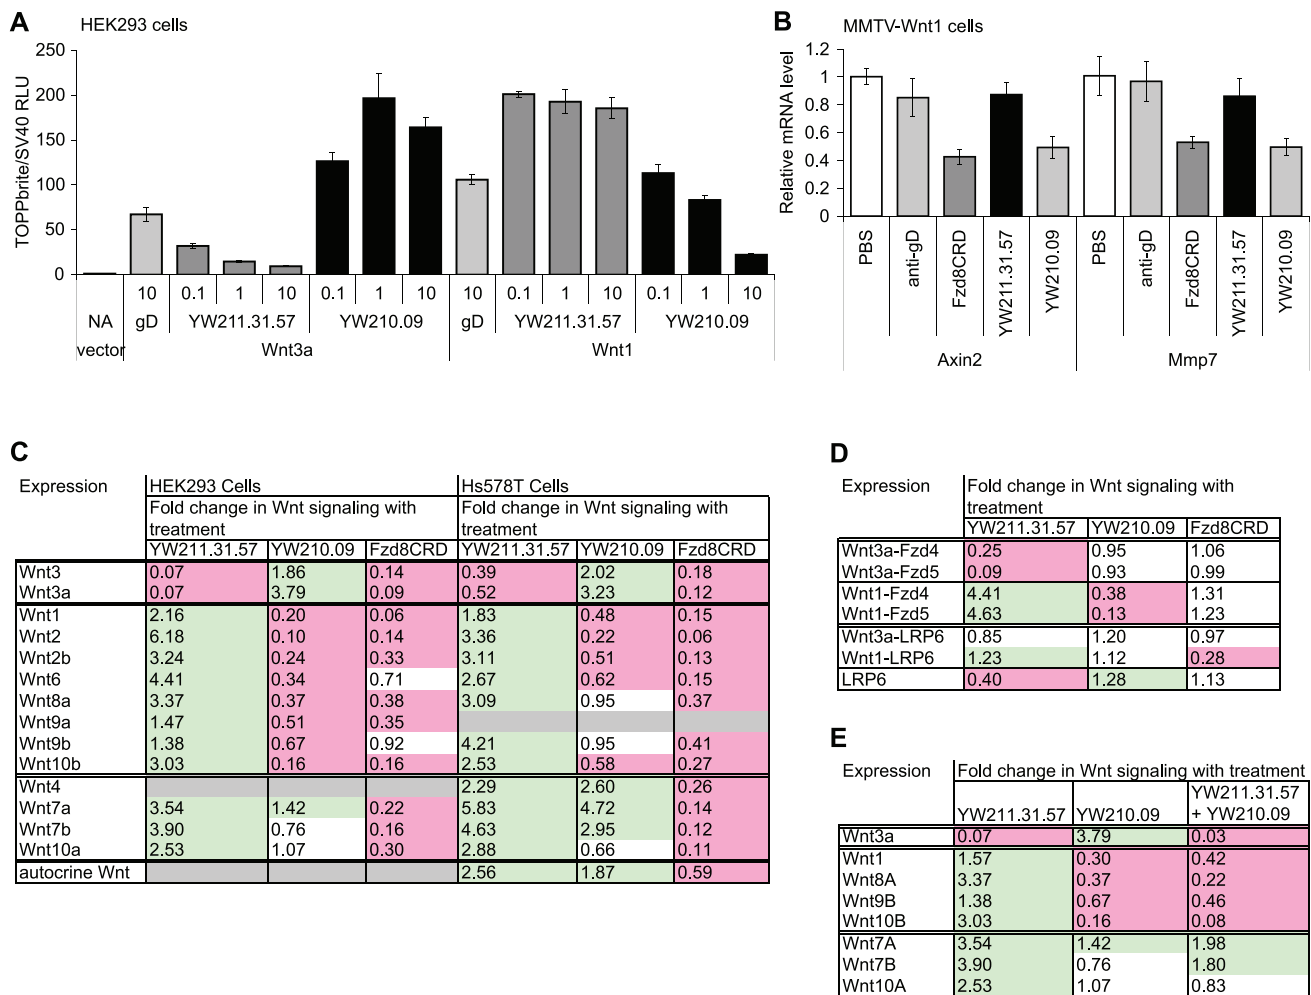 A
HEK293 cells
TOPPbrite/SV40 RLU
250
200
150
100
50
0
10 0.1 1 10 0.1 1 10 10 0.1 1 10 0.1 1 10
NA gD YW211.31.57 YW210.09 gD YW211.31.57 YW210.09
vector Wnt3a Wnt1
B
MMTV-Wnt1 cells
Relative mRNA level
1.2
1
0.8
0.6
0.4
0.2
0
PBS anti-gD Fzd8CRD YW211.31.57 YW210.09 PBS anti-gD Fzd8CRD YW211.31.57 YW210.09
Axin2 Mmp7
C
Expression HEK293 Cells Hs578T Cells
Fold change in Wnt signaling with treatment Fold change in Wnt signaling with treatment
YW211.31.57 YW210.09 Fzd8CRD YW211.31.57 YW210.09 Fzd8CRD
Wnt3 0.07 1.86 0.14 0.39 2.02 0.18
Wnt3a 0.07 3.79 0.09 0.52 3.23 0.12
Wnt1 2.16 0.20 0.06 1.83 0.48 0.15
Wnt2 6.18 0.10 0.14 3.36 0.22 0.06
Wnt2b 3.24 0.24 0.33 3.11 0.51 0.13
Wnt6 4.41 0.34 0.71 2.67 0.62 0.15
Wnt8a 3.37 0.37 0.38 3.09 0.95 0.37
Wnt9a 1.47 0.51 0.35
Wnt9b 1.38 0.67 0.92 4.21 0.95 0.41
Wnt10b 3.03 0.16 0.16 2.53 0.58 0.27
Wnt4 2.29 2.60 0.26
Wnt7a 3.54 1.42 0.22 5.83 4.72 0.14
Wnt7b 3.90 0.76 0.16 4.63 2.95 0.12
Wnt10a 2.53 1.07 0.30 2.88 0.66 0.11
autocrine Wnt 2.56 1.87 0.59
D
Expression Fold change in Wnt signaling with
treatment
YW211.31.57 YW210.09 Fzd8CRD
Wnt3a-Fzd4 0.25 0.95 1.06
Wnt3a-Fzd5 0.09 0.93 0.99
Wnt1-Fzd4 4.41 0.38 1.31
Wnt1-Fzd5 4.63 0.13 1.23
Wnt3a-LRP6 0.85 1.20 0.97
Wnt1-LRP6 1.23 1.12 0.28
LRP6 0.40 1.28 1.13
E
Expression Fold change in Wnt signaling with treatment
YW211.31.57 YW210.09 YW211.31.57
+ YW210.09
Wnt3a 0.07 3.79 0.03
Wnt1 1.57 0.30 0.42
Wnt8A 3.37 0.37 0.22
Wnt9B 1.38 0.67 0.46
Wnt10B 3.03 0.16 0.08
Wnt7A 3.54 1.42 1.98
Wnt7B 3.90 0.76 1.80
Wnt10A 2.53 1.07 0.83